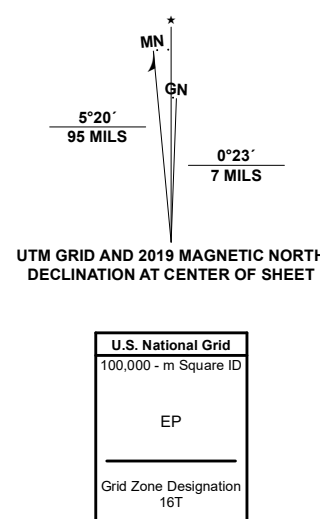 ★
MN
GN
5°20´
95 MILS
0°23´
7 MILS
UTM GRID AND 2019 MAGNETIC NORTH
DECLINATION AT CENTER OF SHEET
U.S. National Grid
100,000 - m Square ID
EP
Grid Zone Designation
16T